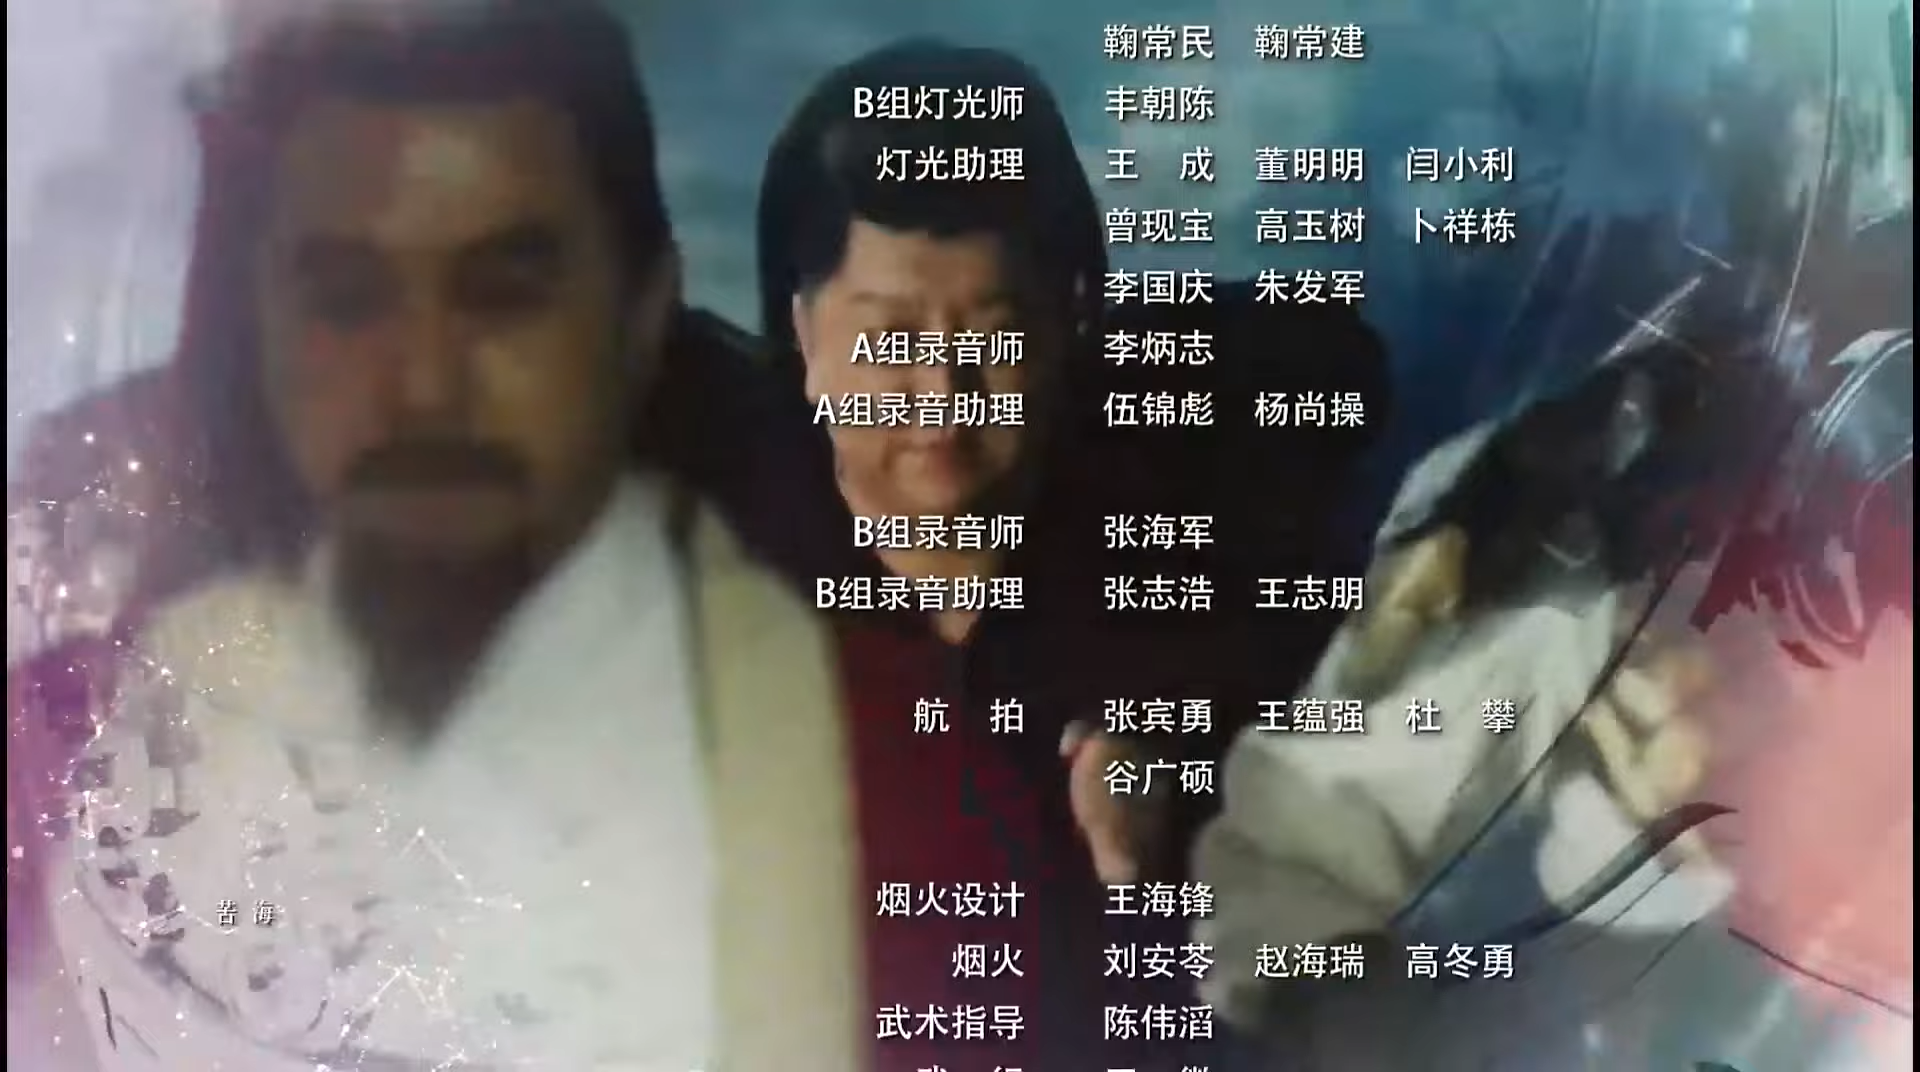 鞠常民 鞠常建
B组灯光师 丰朝陈
灯光助理 王 成 董明明 闫小利
曾现宝 高玉树 卜祥栋
李国庆 朱发军
A组录音师 李炳志
A组录音助理 伍锦彪 杨尚操
B组录音师 张海军
B组录音助理 张志浩 王志朋
航 拍 张宾勇 王蕴强 杜 攀
谷广硕
烟火设计 王海锋
苦海
烟火 刘安苓 赵海瑞 高冬勇
武术指导 陈伟滔